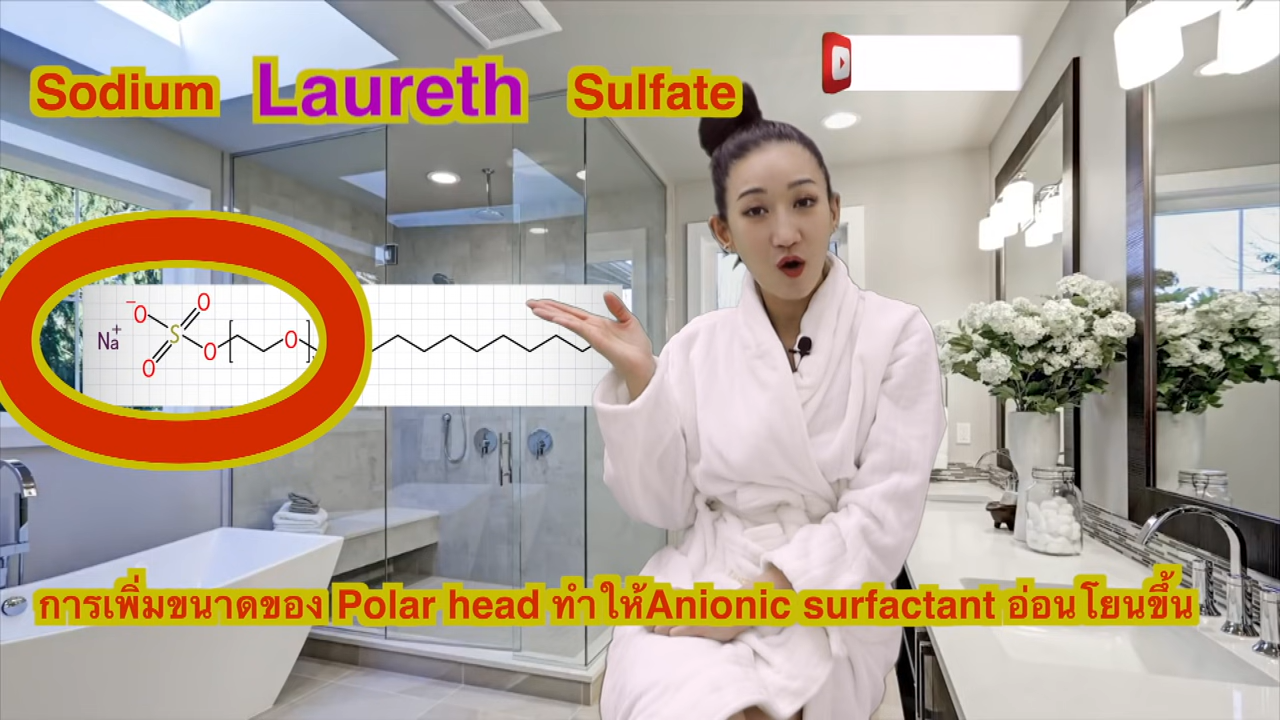 Sodium Laureth Sulfate
O
⁻O
Na⁺
S
O
O
O
การเพิ่มขนาดของ Polar head ทำให้Anionic surfactant อ่อนโยนขึ้น